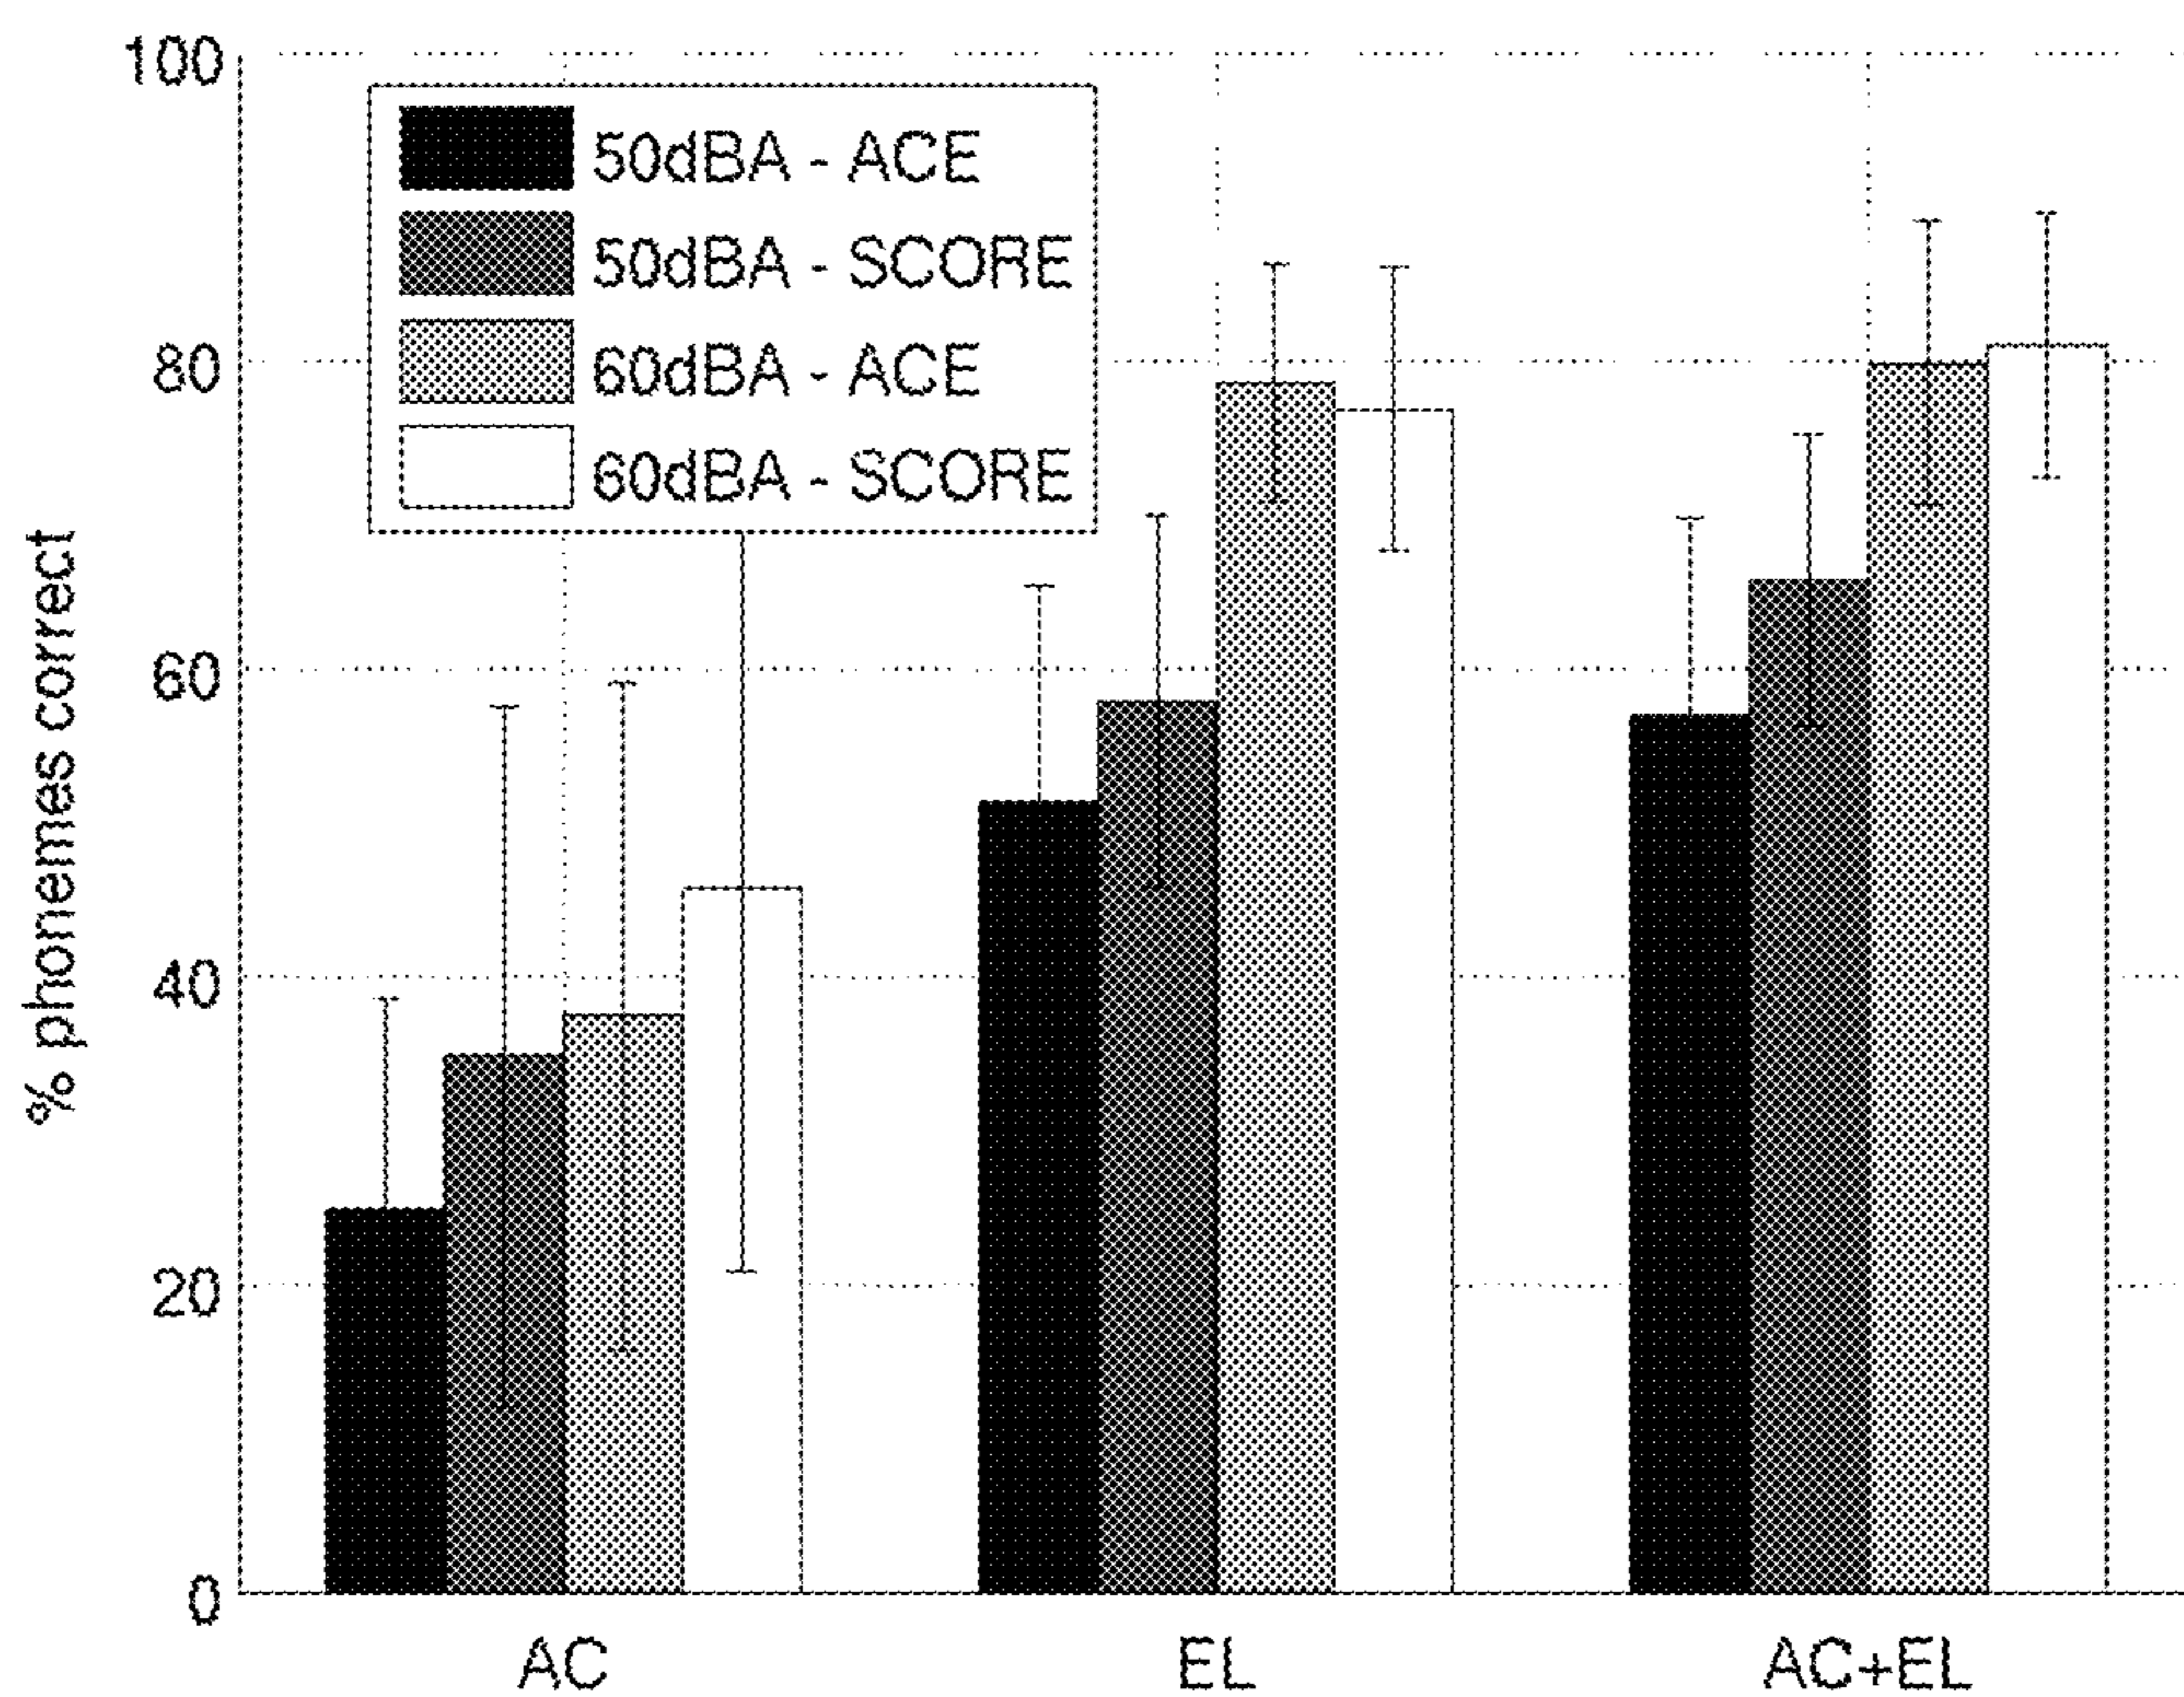 % phonemes correct
100
80
60
40
20
0
50dBA - ACE
50dBA - SCORE
60dBA - ACE
60dBA - SCORE
AC
EL
AC+EL